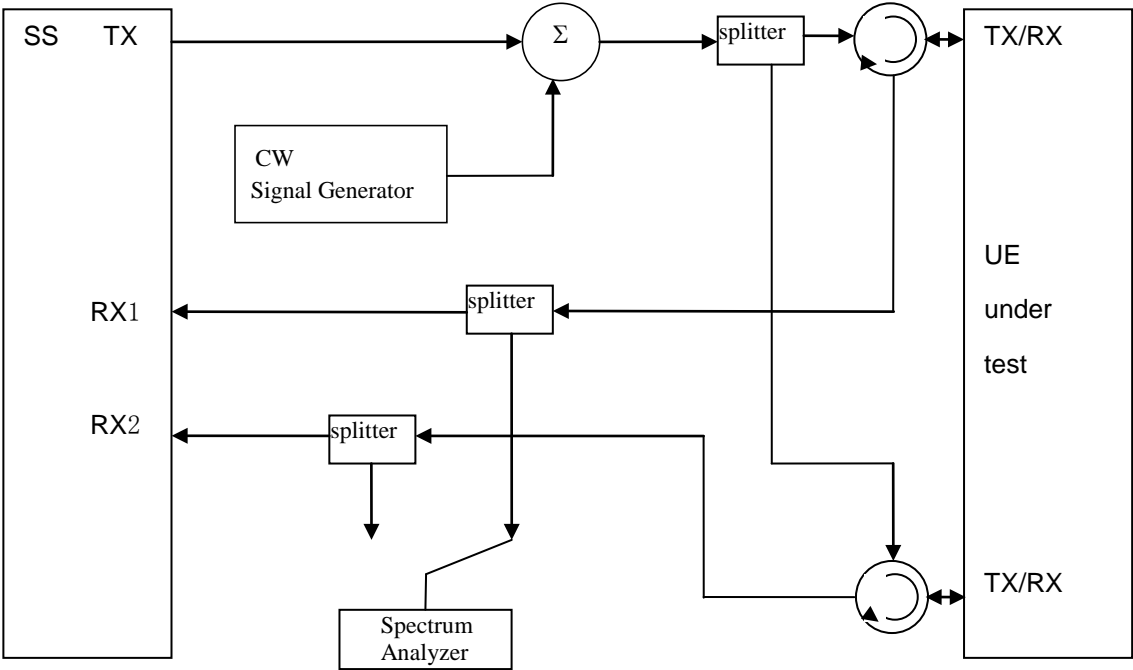 SS TX
Σ
splitter
TX/RX
CW
Signal Generator
UE
under
test
RX1
splitter
RX2
splitter
TX/RX
Spectrum
Analyzer